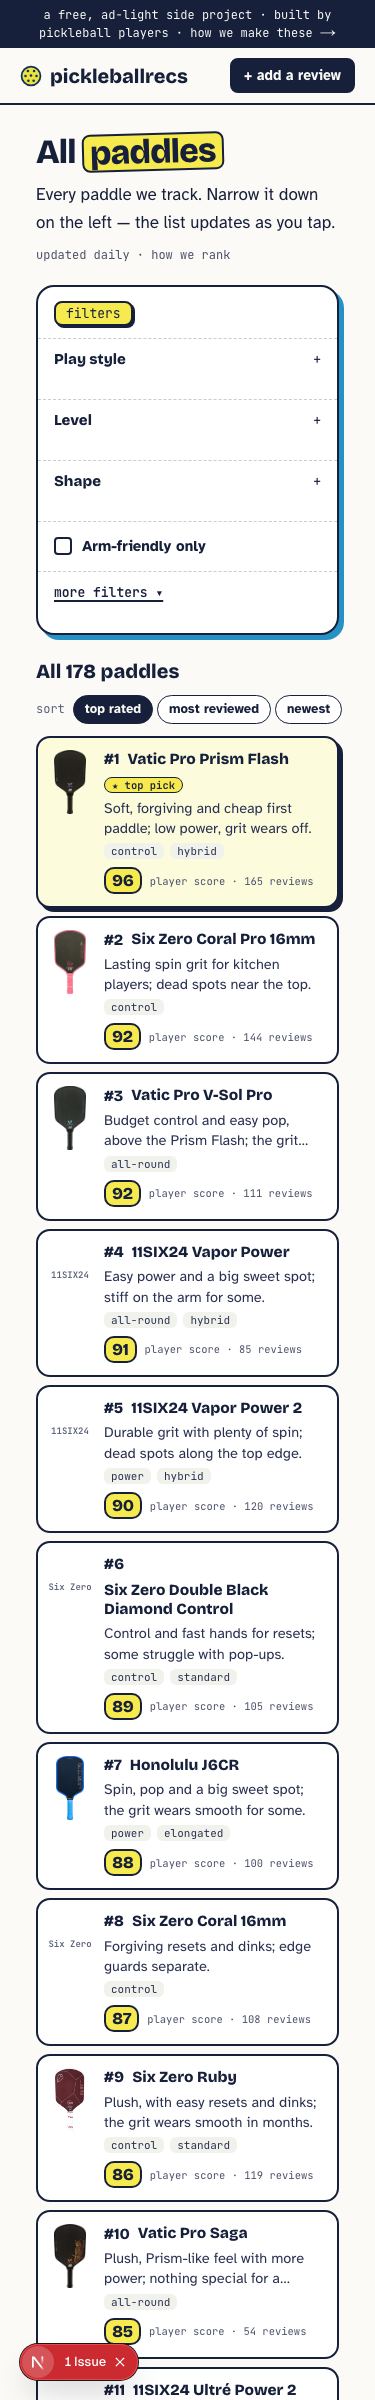 a free, ad-light side project · built by
pickleball players · how we make these →
pickleballrecs
+ add a review
All paddles
Every paddle we track. Narrow it down
on the left — the list updates as you tap.
updated daily · how we rank
filters
Play style +
Level +
Shape +
Arm-friendly only
more filters ▾
All 178 paddles
sort top rated most reviewed newest
#1 Vatic Pro Prism Flash
★ top pick
Soft, forgiving and cheap first
paddle; low power, grit wears off.
control hybrid
96 player score · 165 reviews
#2 Six Zero Coral Pro 16mm
Lasting spin grit for kitchen
players; dead spots near the top.
control
92 player score · 144 reviews
#3 Vatic Pro V-Sol Pro
Budget control and easy pop,
above the Prism Flash; the grit…
all-round
92 player score · 111 reviews
#4 11SIX24 Vapor Power
11SIX24
Easy power and a big sweet spot;
stiff on the arm for some.
all-round hybrid
91 player score · 85 reviews
#5 11SIX24 Vapor Power 2
11SIX24
Durable grit with plenty of spin;
dead spots along the top edge.
power hybrid
90 player score · 120 reviews
#6
Six Zero
Six Zero Double Black
Diamond Control
Control and fast hands for resets;
some struggle with pop-ups.
control standard
89 player score · 105 reviews
#7 Honolulu J6CR
Spin, pop and a big sweet spot;
the grit wears smooth for some.
power elongated
88 player score · 100 reviews
#8 Six Zero Coral 16mm
Six Zero
Forgiving resets and dinks; edge
guards separate.
control
87 player score · 108 reviews
#9 Six Zero Ruby
Plush, with easy resets and dinks;
the grit wears smooth in months.
control standard
86 player score · 119 reviews
#10 Vatic Pro Saga
Plush, Prism-like feel with more
power; nothing special for a…
all-round
85 player score · 54 reviews
N 1 Issue ×
#11 11SIX24 Ultré Power 2